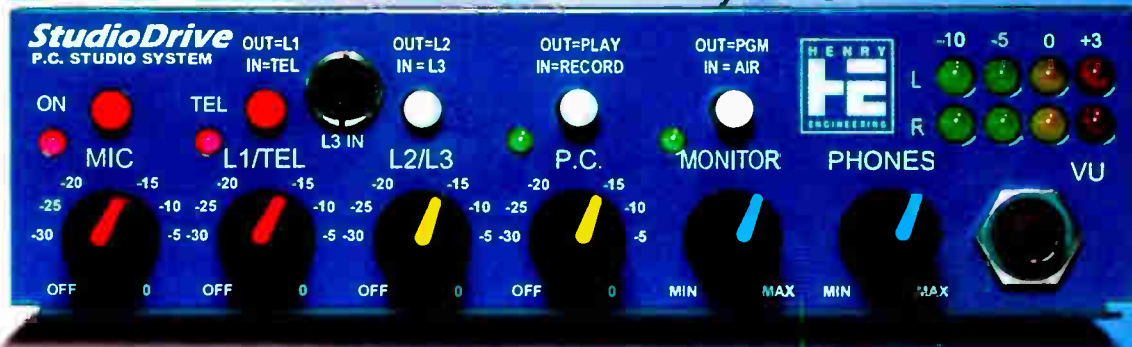 StudioDrive
P.C. STUDIO SYSTEM
OUT=L1
IN=TEL
OUT=L2
IN = L3
OUT=PLAY
IN=RECORD
OUT=PGM
IN = AIR
HENRY
HE
ENGINEERING
-10 -5 0 +3
L
R
VU
ON
TEL
L3 IN
MIC L1/TEL L2/L3 P.C. MONITOR PHONES
-20 -15 -20 -15 -20 -15 -20 -15
-25 -10 -25 -10 -25 -10 -25 -10
-30 -5 -30 -5 -30 -5 -30 -5
OFF 0 OFF 0 OFF 0 OFF 0 MIN MAX MIN MAX